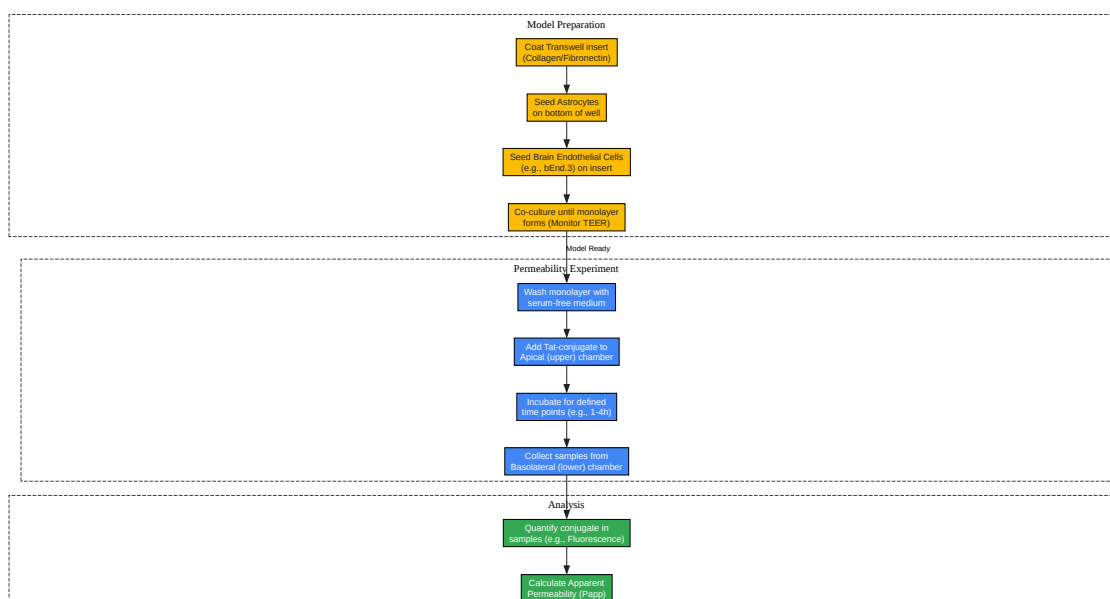 Model Preparation
Coat Transwell insert
(Collagen/Fibronectin)
Seed Astrocytes
on bottom of well
Seed Brain Endothelial Cells
(e.g., bEnd.3) on insert
Co-culture until monolayer
forms (Monitor TEER)
Model Ready
Permeability Experiment
Wash monolayer with
serum-free medium
Add Tat-conjugate to
Apical (upper) chamber
Incubate for defined
time points (e.g., 1-4h)
Collect samples from
Basolateral (lower) chamber
Analysis
Quantify conjugate in
samples (e.g., Fluorescence)
Calculate Apparent
Permeability (Papp)